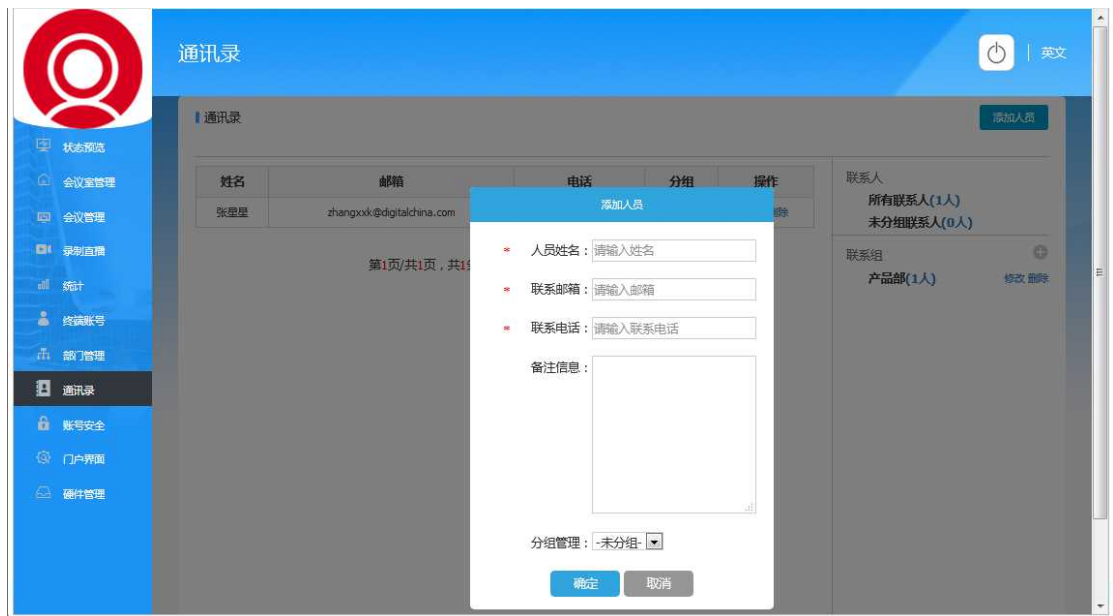 通讯录
英文
通讯录
添加人员
状态预览
会议室管理
会议管理
录制直播
统计
终端账号
部门管理
通讯录
账号安全
门户界面
硬件管理
姓名 邮箱 电话 分组 操作
张星星 zhangxxk@digitalchina.com 删除
第1页/共1页，共1
联系人
所有联系人(1人)
未分组联系人(0人)
联系组
产品部(1人) 修改 删除
添加人员
* 人员姓名：请输入姓名
* 联系邮箱：请输入邮箱
* 联系电话：请输入联系电话
备注信息：
分组管理：-未分组-
确定 取消